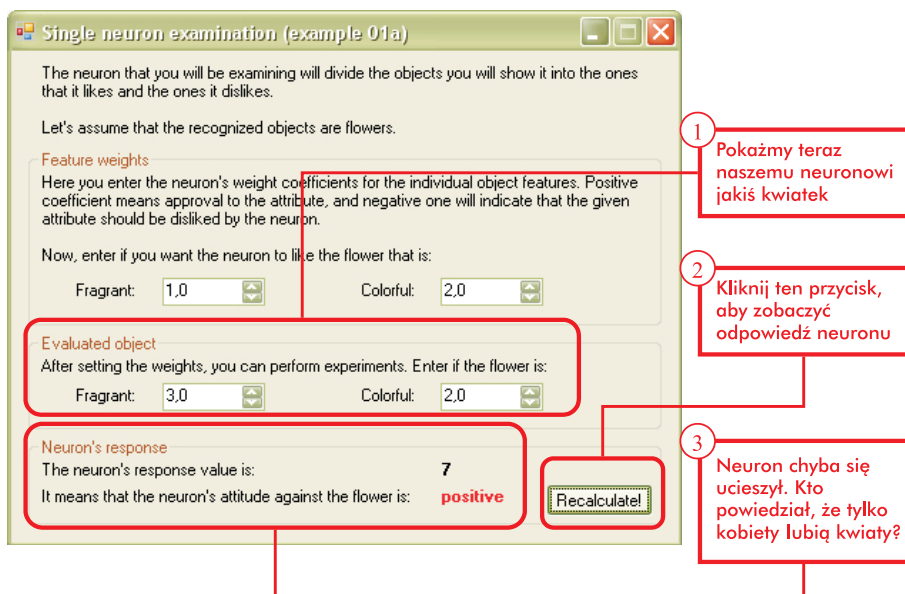 Single neuron examination (example 01a)
The neuron that you will be examining will divide the objects you will show it into the ones
that it likes and the ones it dislikes.
Let's assume that the recognized objects are flowers.
Feature weights
Here you enter the neuron's weight coefficients for the individual object features. Positive
coefficient means approval to the attribute, and negative one will indicate that the given
attribute should be disliked by the neuron.
Now, enter if you want the neuron to like the flower that is:
Fragrant: 1,0 Colorful: 2,0
Evaluated object
After setting the weights, you can perform experiments. Enter if the flower is:
Fragrant: 3,0 Colorful: 2,0
Neuron's response
The neuron's response value is: 7
It means that the neuron's attitude against the flower is: positive
Recalculate!
1
Pokażmy teraz
naszemu neuronowi
jakiś kwiatek
2
Kliknij ten przycisk,
aby zobaczyć
odpowiedź neuronu
3
Neuron chyba się
ucieszył. Kto
powiedział, że tylko
kobiety lubią kwiaty?